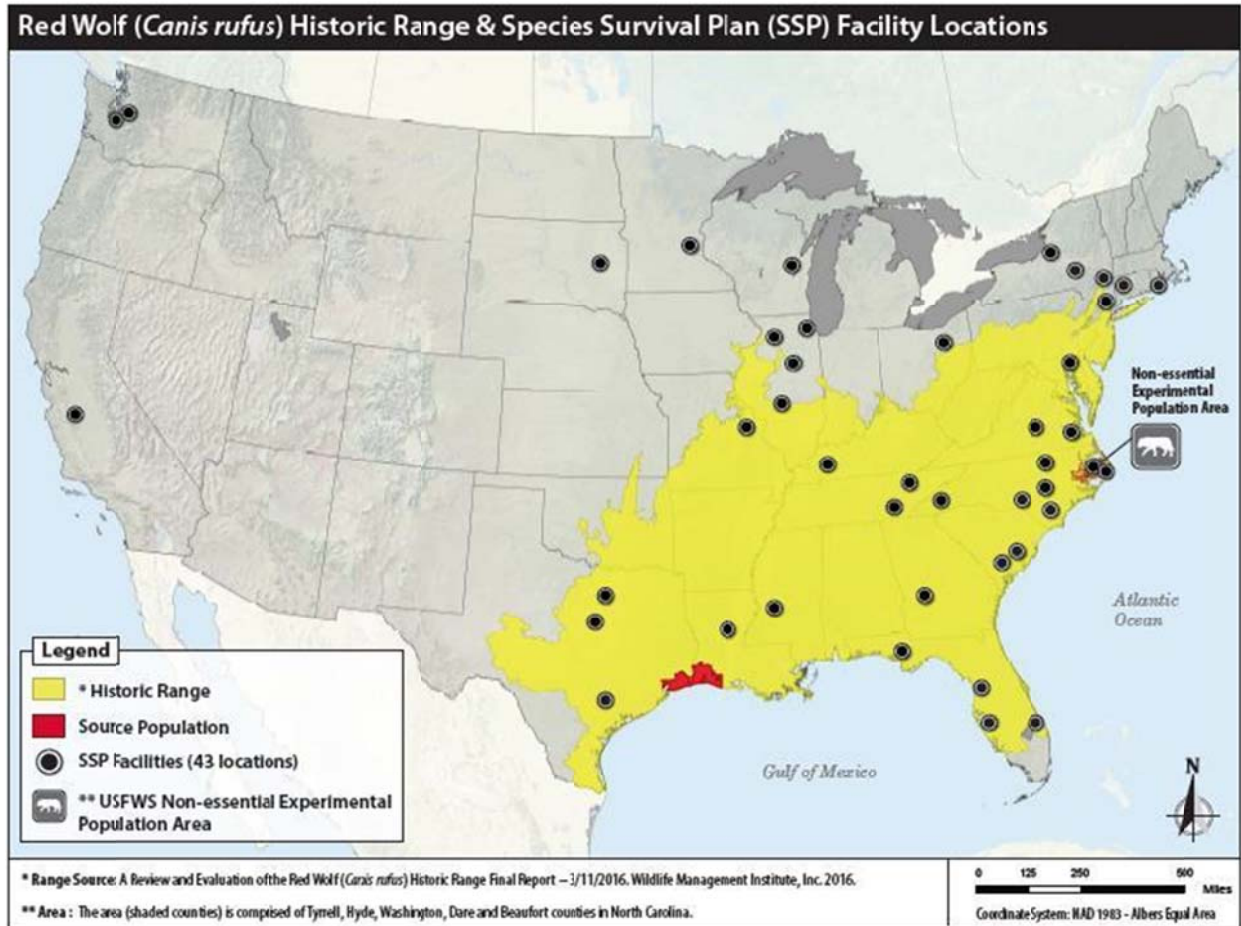 Red Wolf (Canis rufus) Historic Range & Species Survival Plan (SSP) Facility Locations
Non-essential
Experimental
Population Area
Atlantic
Ocean
Gulf of Mexico
Legend
* Historic Range
Source Population
SSP Facilities (43 locations)
** USFWS Non-essential Experimental
Population Area
N
* Range Source: A Review and Evaluation of the Red Wolf (Canis rufus) Historic Range Final Report – 3/11/2016. Wildlife Management Institute, Inc. 2016.
** Area : The area (shaded counties) is comprised of Tyrrell, Hyde, Washington, Dare and Beaufort counties in North Carolina.
0 125 250 500
Miles
Coordinate System: NAD 1983 - Albers Equal Area